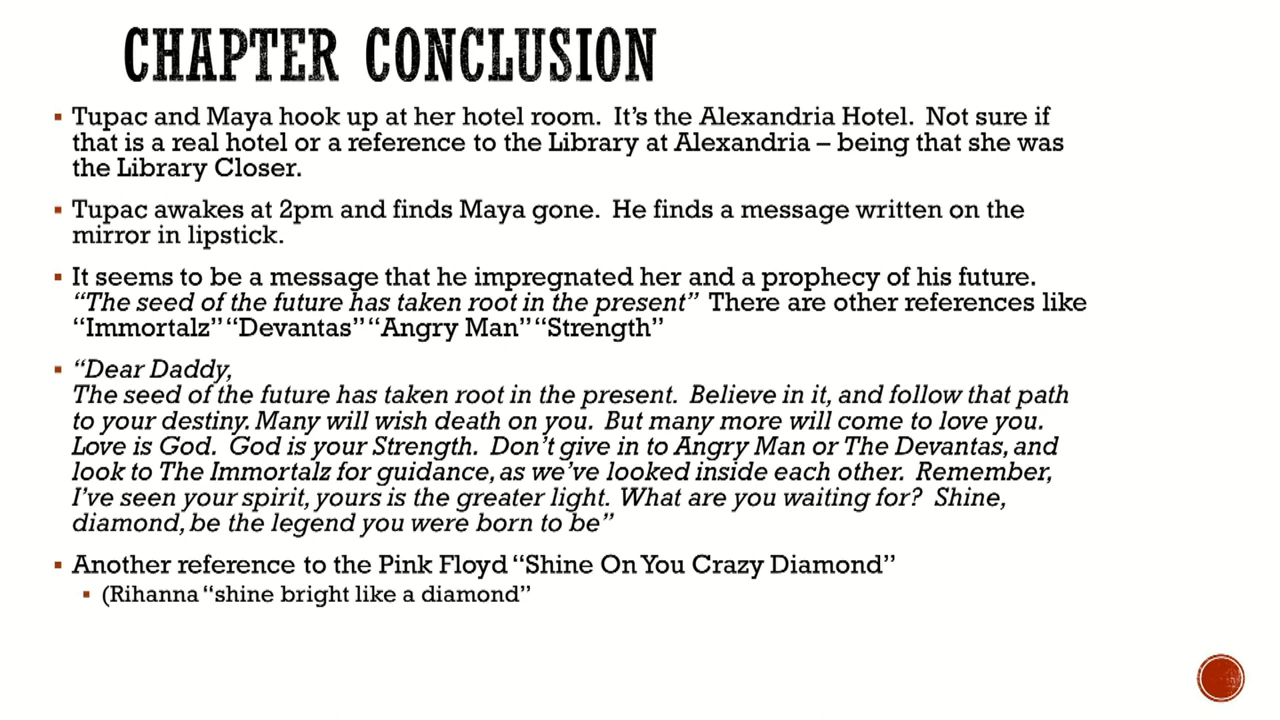 CHAPTER CONCLUSION
Tupac and Maya hook up at her hotel room. It's the Alexandria Hotel. Not sure if
that is a real hotel or a reference to the Library at Alexandria – being that she was
the Library Closer.
Tupac awakes at 2pm and finds Maya gone. He finds a message written on the
mirror in lipstick.
It seems to be a message that he impregnated her and a prophecy of his future.
“The seed of the future has taken root in the present” There are other references like
“Immortalz” “Devantas” “Angry Man” “Strength”
“Dear Daddy,
The seed of the future has taken root in the present. Believe in it, and follow that path
to your destiny. Many will wish death on you. But many more will come to love you.
Love is God. God is your Strength. Don't give in to Angry Man or The Devantas, and
look to The Immortalz for guidance, as we've looked inside each other. Remember,
I've seen your spirit, yours is the greater light. What are you waiting for? Shine,
diamond, be the legend you were born to be”
Another reference to the Pink Floyd “Shine On You Crazy Diamond”
(Rihanna “shine bright like a diamond”